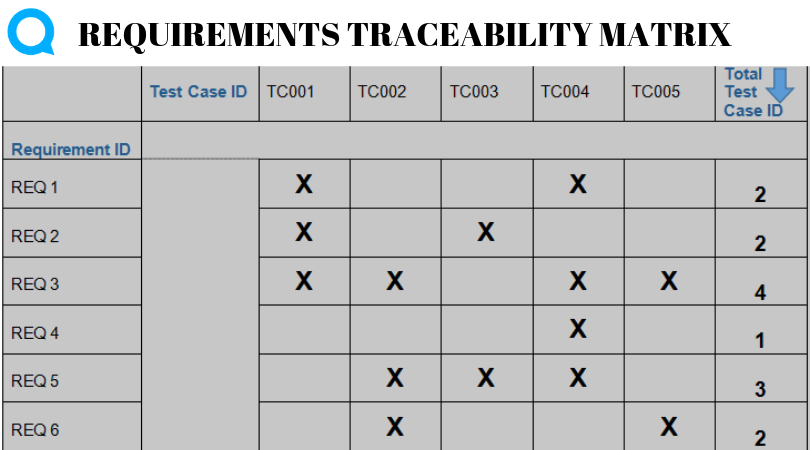 REQUIREMENTS TRACEABILITY MATRIX
Test Case ID TC001 TC002 TC003 TC004 TC005 Total Test Case ID
Requirement ID
REQ 1 X X 2
REQ 2 X X 2
REQ 3 X X X X 4
REQ 4 X 1
REQ 5 X X X 3
REQ 6 X X 2